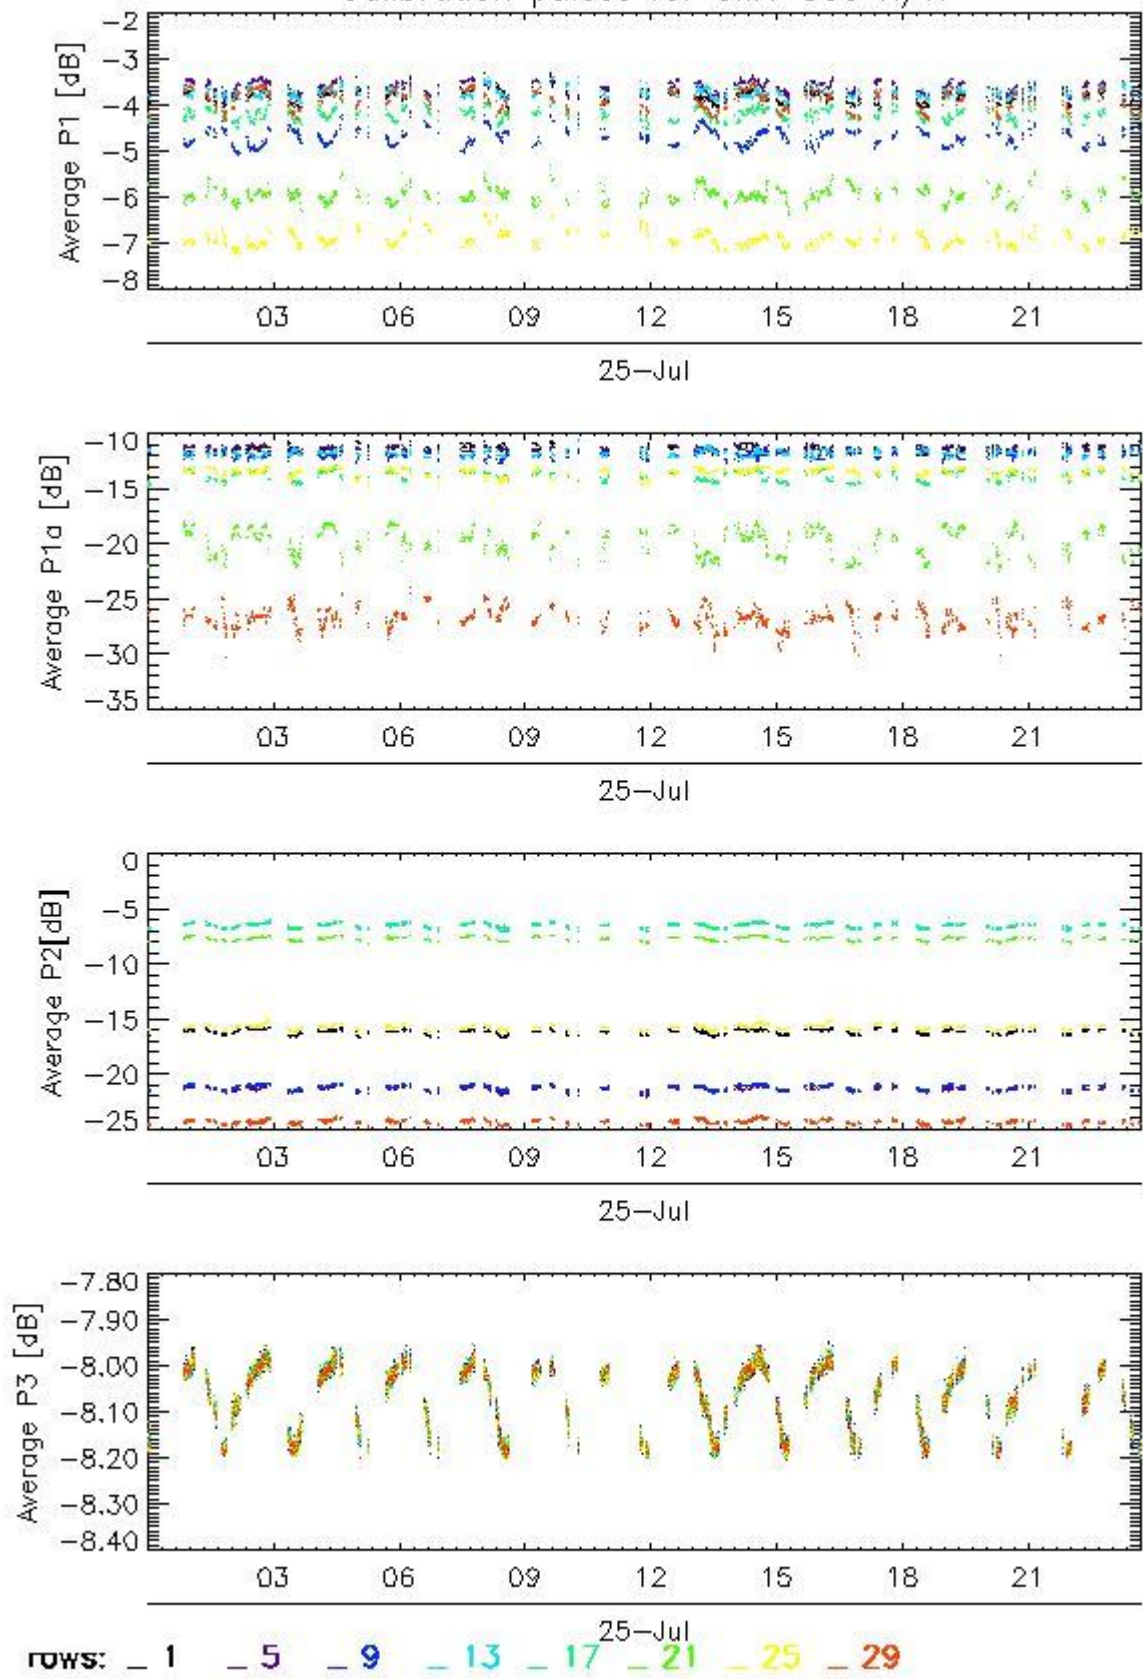 -2
-3
-4
-5
-6
-7
-8
Average P1 [dB]
03 06 09 12 15 18 21
25-Jul
-10
-15
-20
-25
-30
-35
Average P1a [dB]
03 06 09 12 15 18 21
25-Jul
0
-5
-10
-15
-20
-25
Average P2[dB]
03 06 09 12 15 18 21
25-Jul
-7.80
-7.90
-8.00
-8.10
-8.20
-8.30
-8.40
Average P3 [dB]
03 06 09 12 15 18 21
25-Jul
rows: _ 1 _ 5 _ 9 _ 13 _ 17 _ 21 _ 25 _ 29